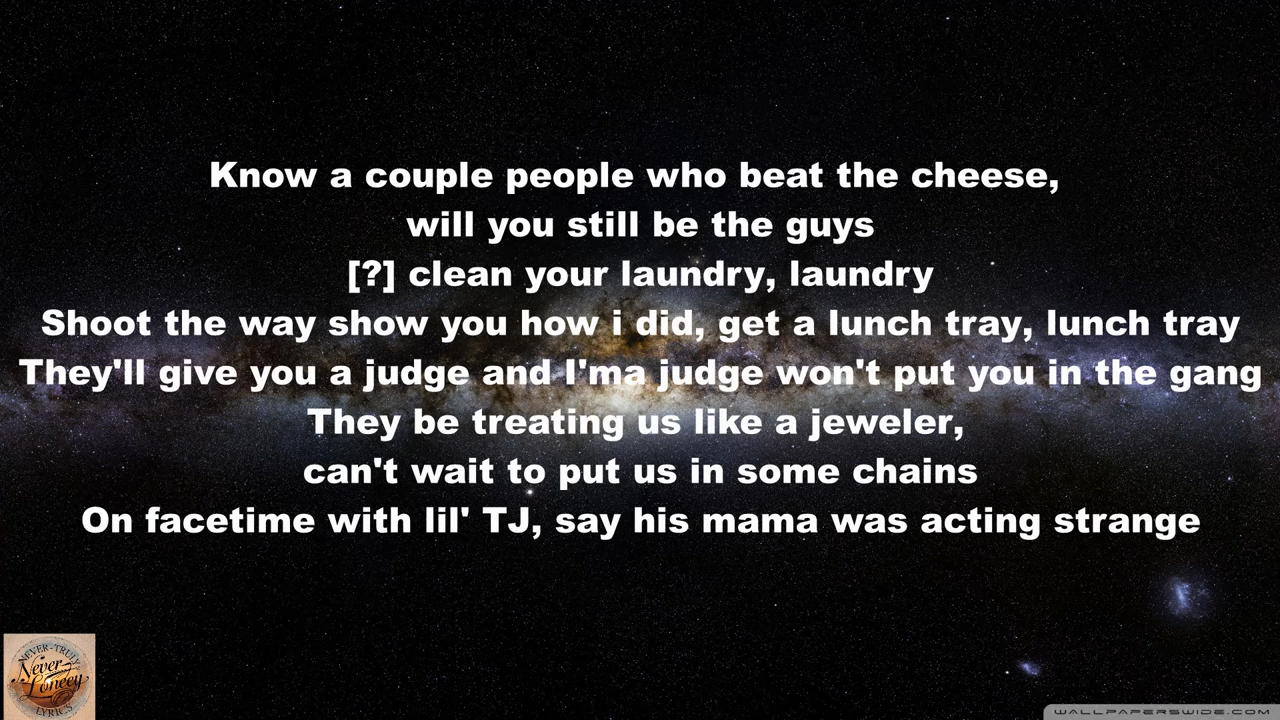 Know a couple people who beat the cheese,
will you still be the guys
[?] clean your laundry, laundry
Shoot the way show you how i did, get a lunch tray, lunch tray
They'll give you a judge and I'ma judge won't put you in the gang
They be treating us like a jeweler,
can't wait to put us in some chains
On facetime with lil' TJ, say his mama was acting strange
NEVER-TRULY
Never
Loneey
LYRICS
WALLPAPERSWIDE.COM